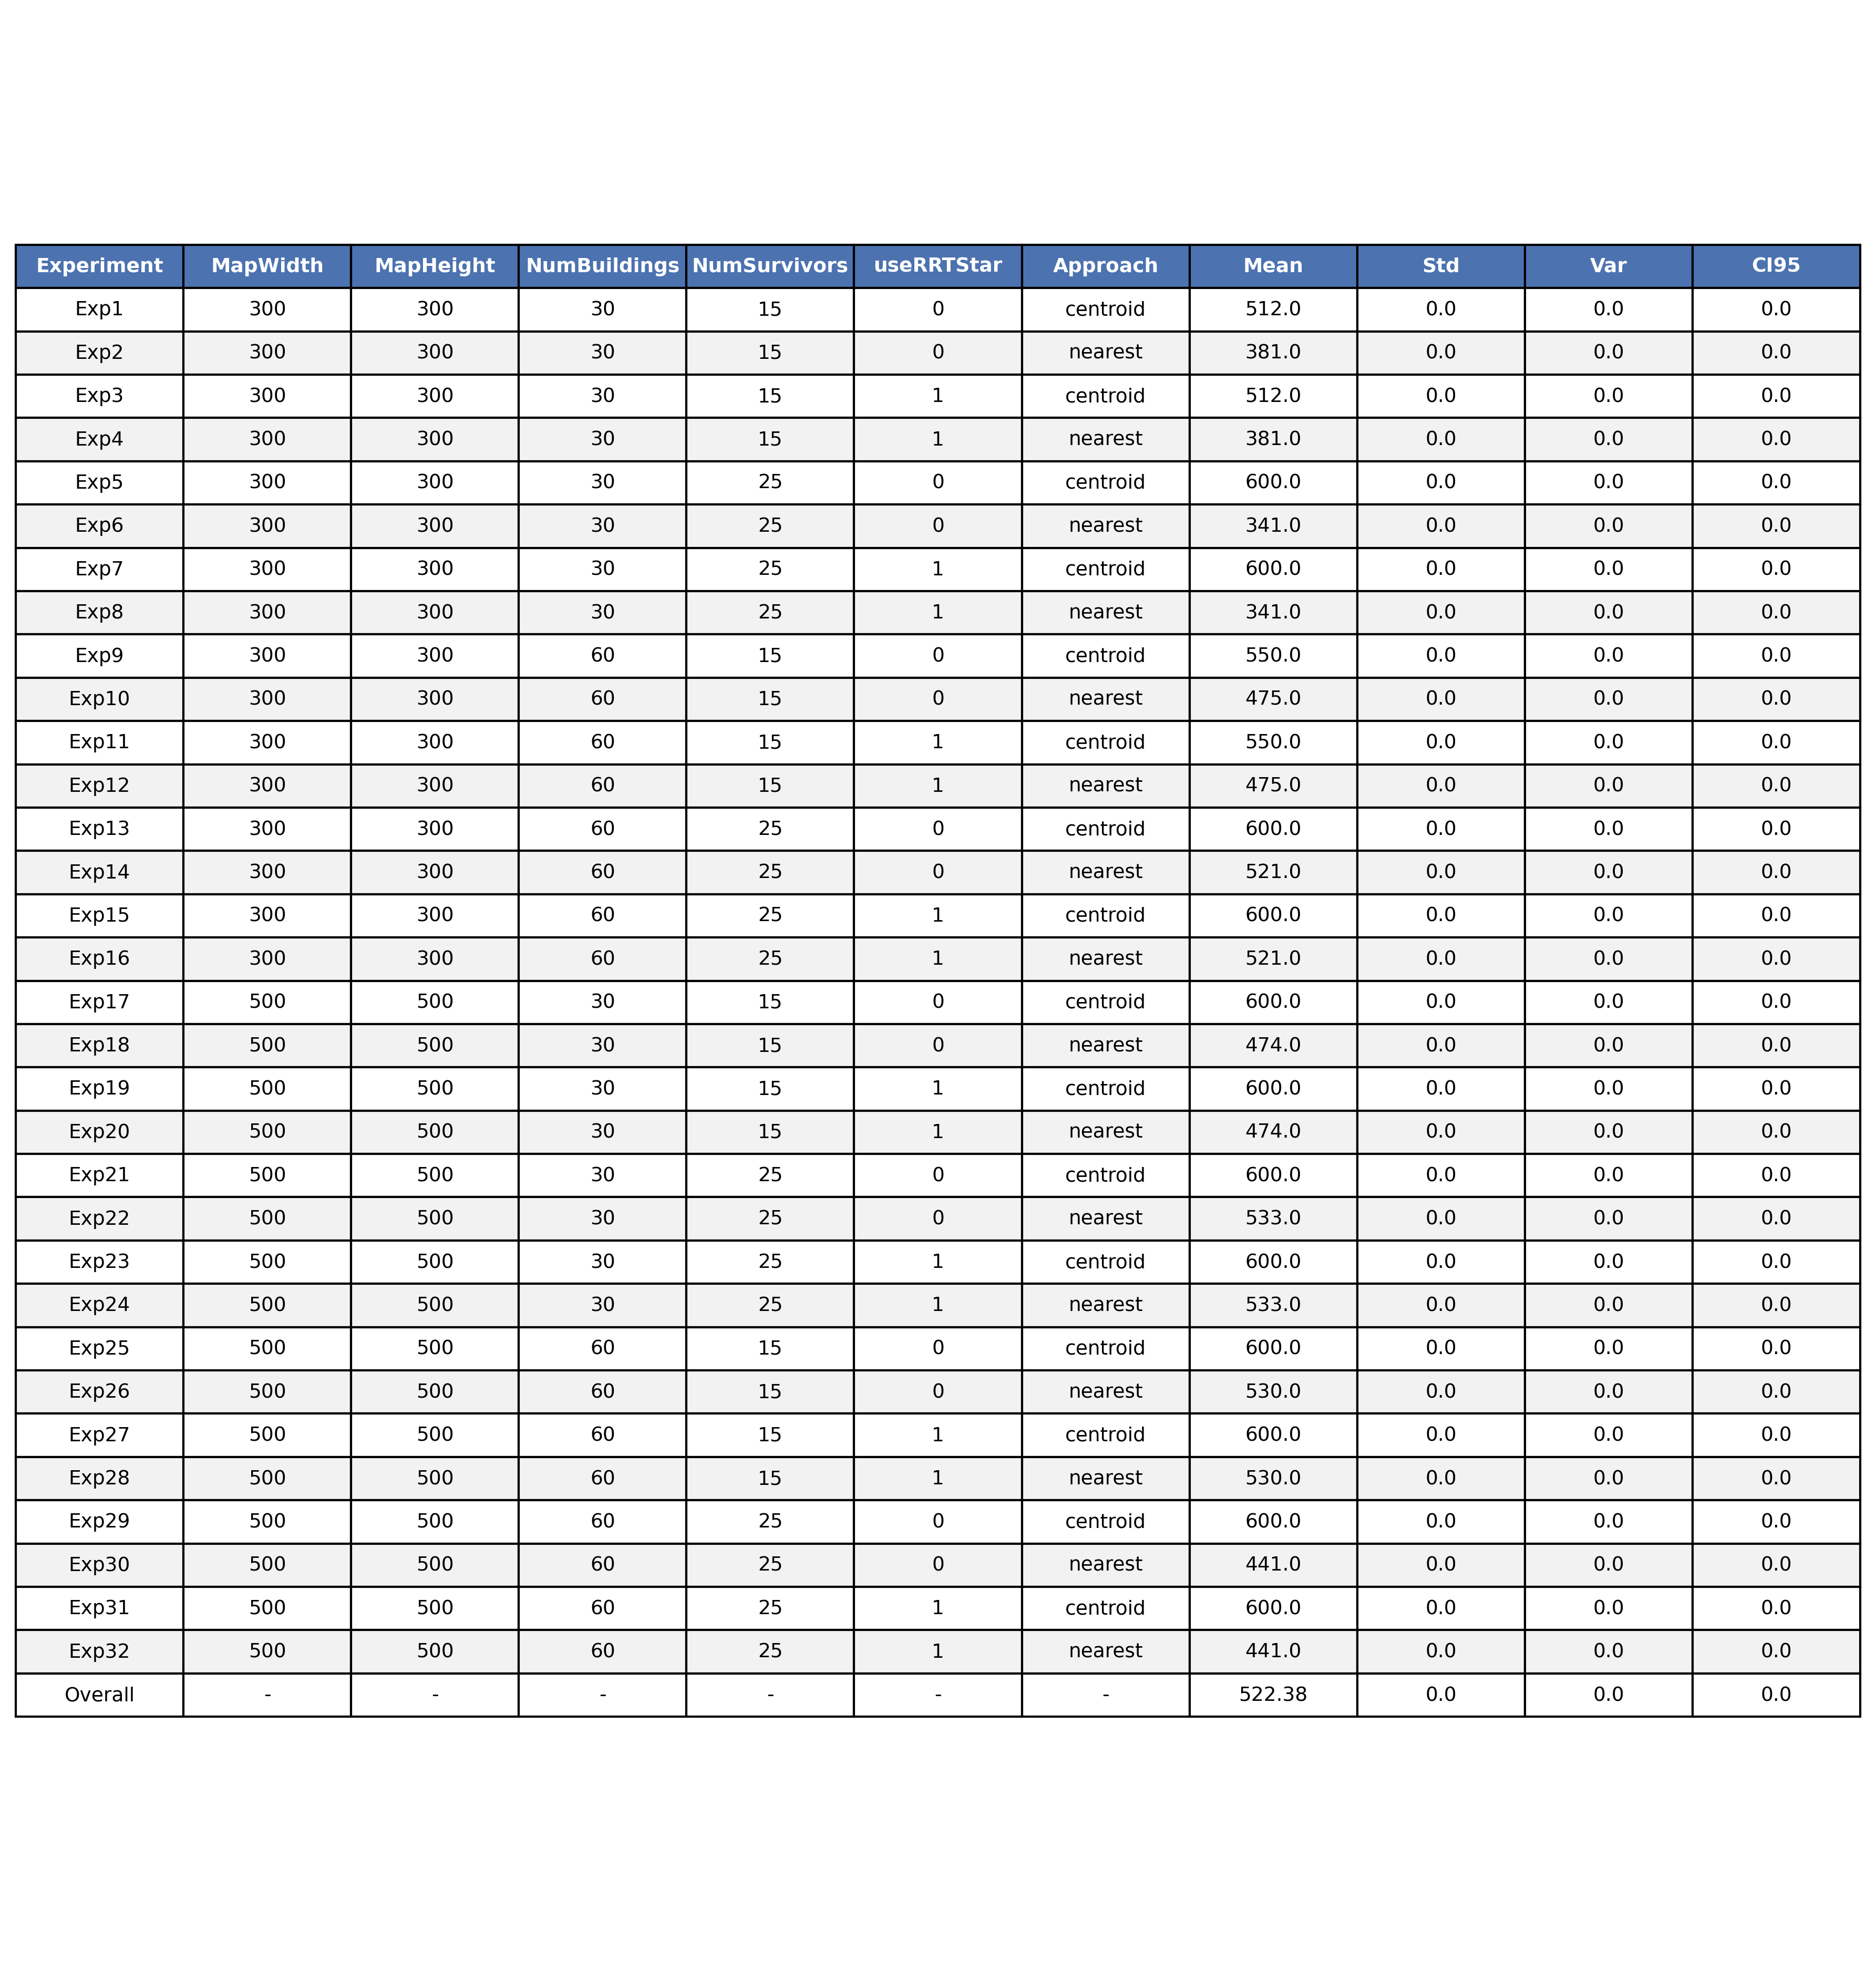 Experiment MapWidth MapHeight NumBuildings NumSurvivors useRRTStar Approach Mean Std Var CI95
Exp1 300 300 30 15 0 centroid 512.0 0.0 0.0 0.0
Exp2 300 300 30 15 0 nearest 381.0 0.0 0.0 0.0
Exp3 300 300 30 15 1 centroid 512.0 0.0 0.0 0.0
Exp4 300 300 30 15 1 nearest 381.0 0.0 0.0 0.0
Exp5 300 300 30 25 0 centroid 600.0 0.0 0.0 0.0
Exp6 300 300 30 25 0 nearest 341.0 0.0 0.0 0.0
Exp7 300 300 30 25 1 centroid 600.0 0.0 0.0 0.0
Exp8 300 300 30 25 1 nearest 341.0 0.0 0.0 0.0
Exp9 300 300 60 15 0 centroid 550.0 0.0 0.0 0.0
Exp10 300 300 60 15 0 nearest 475.0 0.0 0.0 0.0
Exp11 300 300 60 15 1 centroid 550.0 0.0 0.0 0.0
Exp12 300 300 60 15 1 nearest 475.0 0.0 0.0 0.0
Exp13 300 300 60 25 0 centroid 600.0 0.0 0.0 0.0
Exp14 300 300 60 25 0 nearest 521.0 0.0 0.0 0.0
Exp15 300 300 60 25 1 centroid 600.0 0.0 0.0 0.0
Exp16 300 300 60 25 1 nearest 521.0 0.0 0.0 0.0
Exp17 500 500 30 15 0 centroid 600.0 0.0 0.0 0.0
Exp18 500 500 30 15 0 nearest 474.0 0.0 0.0 0.0
Exp19 500 500 30 15 1 centroid 600.0 0.0 0.0 0.0
Exp20 500 500 30 15 1 nearest 474.0 0.0 0.0 0.0
Exp21 500 500 30 25 0 centroid 600.0 0.0 0.0 0.0
Exp22 500 500 30 25 0 nearest 533.0 0.0 0.0 0.0
Exp23 500 500 30 25 1 centroid 600.0 0.0 0.0 0.0
Exp24 500 500 30 25 1 nearest 533.0 0.0 0.0 0.0
Exp25 500 500 60 15 0 centroid 600.0 0.0 0.0 0.0
Exp26 500 500 60 15 0 nearest 530.0 0.0 0.0 0.0
Exp27 500 500 60 15 1 centroid 600.0 0.0 0.0 0.0
Exp28 500 500 60 15 1 nearest 530.0 0.0 0.0 0.0
Exp29 500 500 60 25 0 centroid 600.0 0.0 0.0 0.0
Exp30 500 500 60 25 0 nearest 441.0 0.0 0.0 0.0
Exp31 500 500 60 25 1 centroid 600.0 0.0 0.0 0.0
Exp32 500 500 60 25 1 nearest 441.0 0.0 0.0 0.0
Overall - - - - - - 522.38 0.0 0.0 0.0